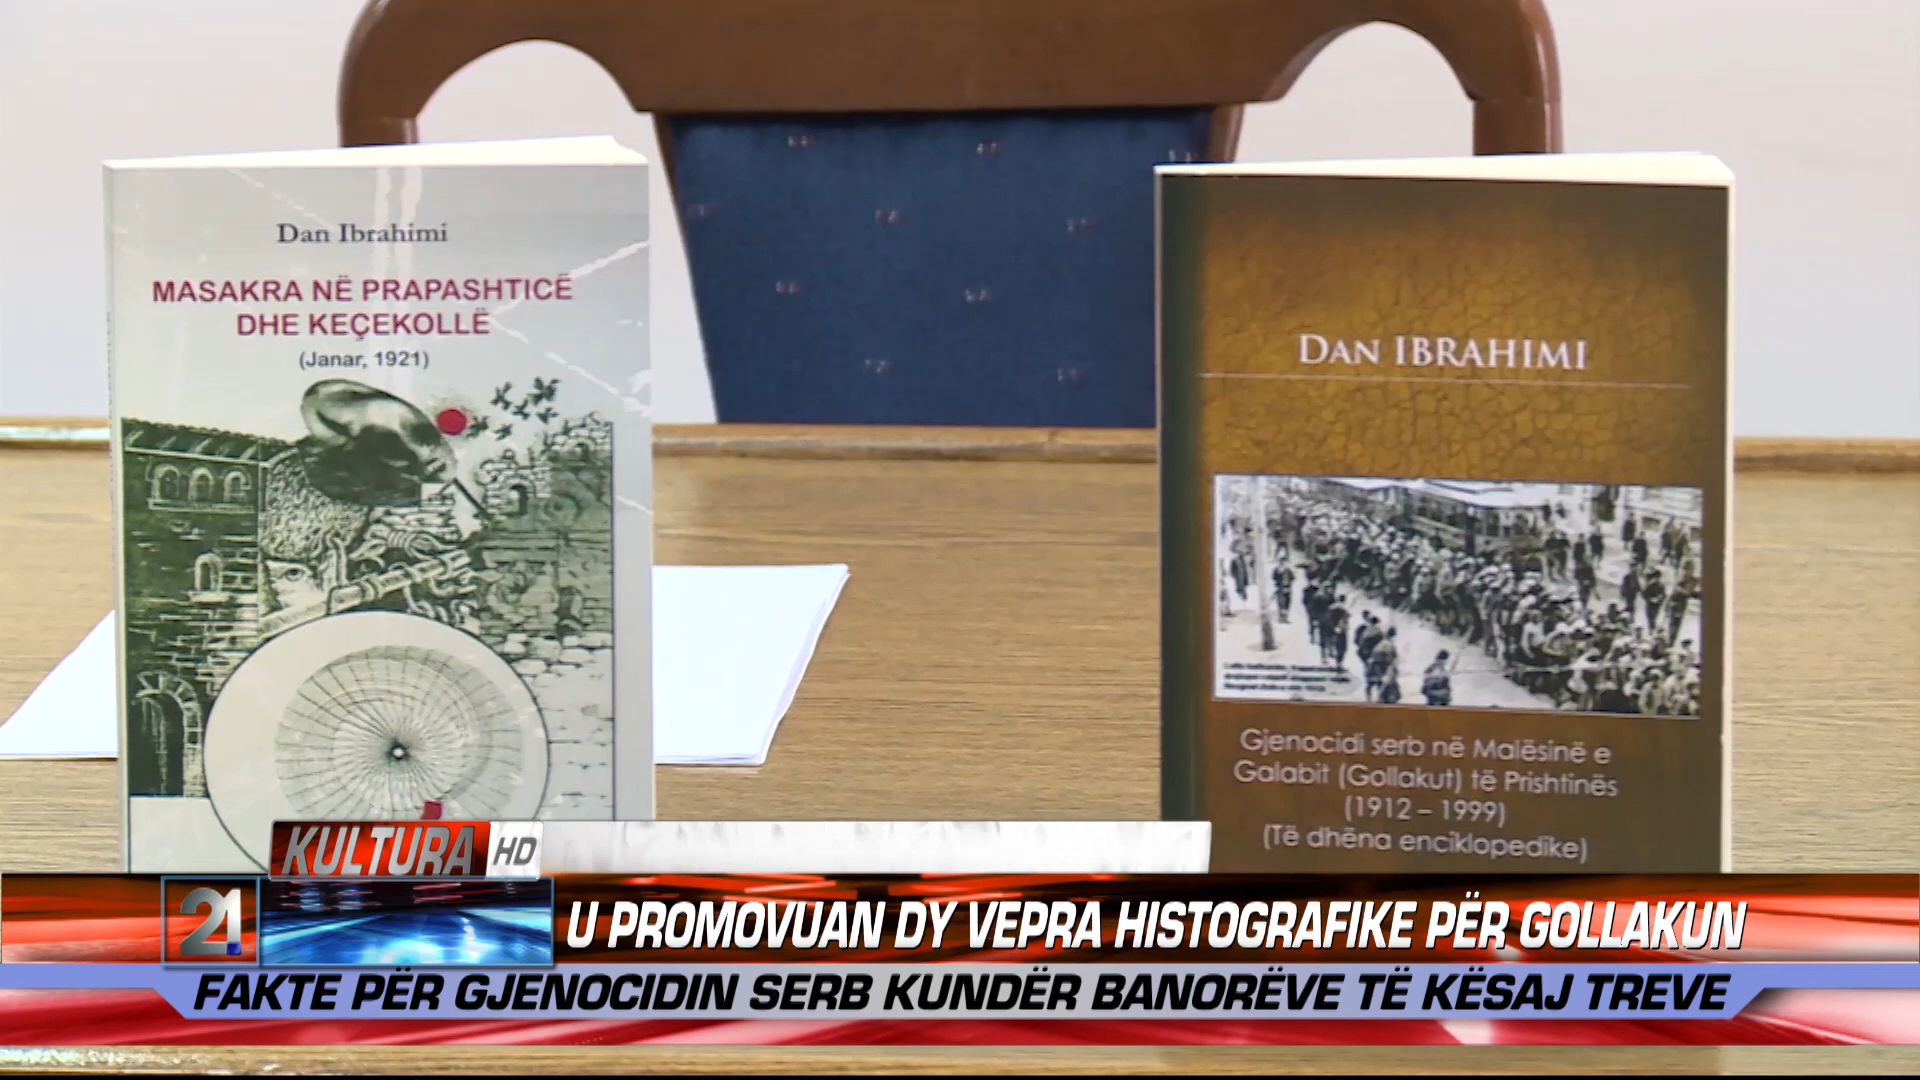 Dan Ibrahimi
MASAKRA NË PRAPASHTICË
DHE KEÇEKOLLË
(Janar, 1921)
DAN IBRAHIMI
Gjenocidi serb në Malësinë e
Galabit (Gollakut) të Prishtinës
(1912 – 1999)
(Të dhëna enciklopedike)
KULTURA HD
21
U PROMOVUAN DY VEPRA HISTOGRAFIKE PËR GOLLAKUN
FAKTE PËR GJENOCIDIN SERB KUNDËR BANORËVE TË KËSAJ TREVE